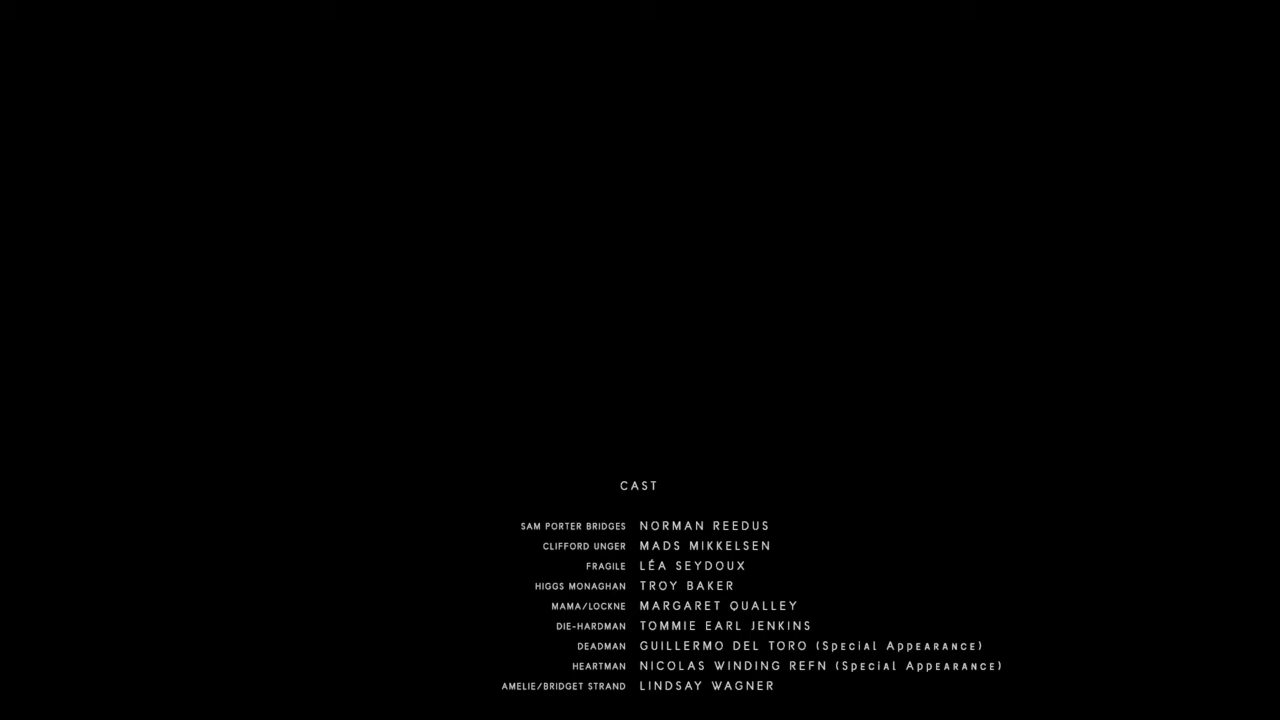 CAST
SAM PORTER BRIDGES NORMAN REEDUS
CLIFFORD UNGER MADS MIKKELSEN
FRAGILE LÉA SEYDOUX
HIGGS MONAGHAN TROY BAKER
MAMA/LOCKNE MARGARET QUALLEY
DIE-HARDMAN TOMMIE EARL JENKINS
DEADMAN GUILLERMO DEL TORO (Special Appearance)
HEARTMAN NICOLAS WINDING REFN (Special Appearance)
AMELIE/BRIDGET STRAND LINDSAY WAGNER